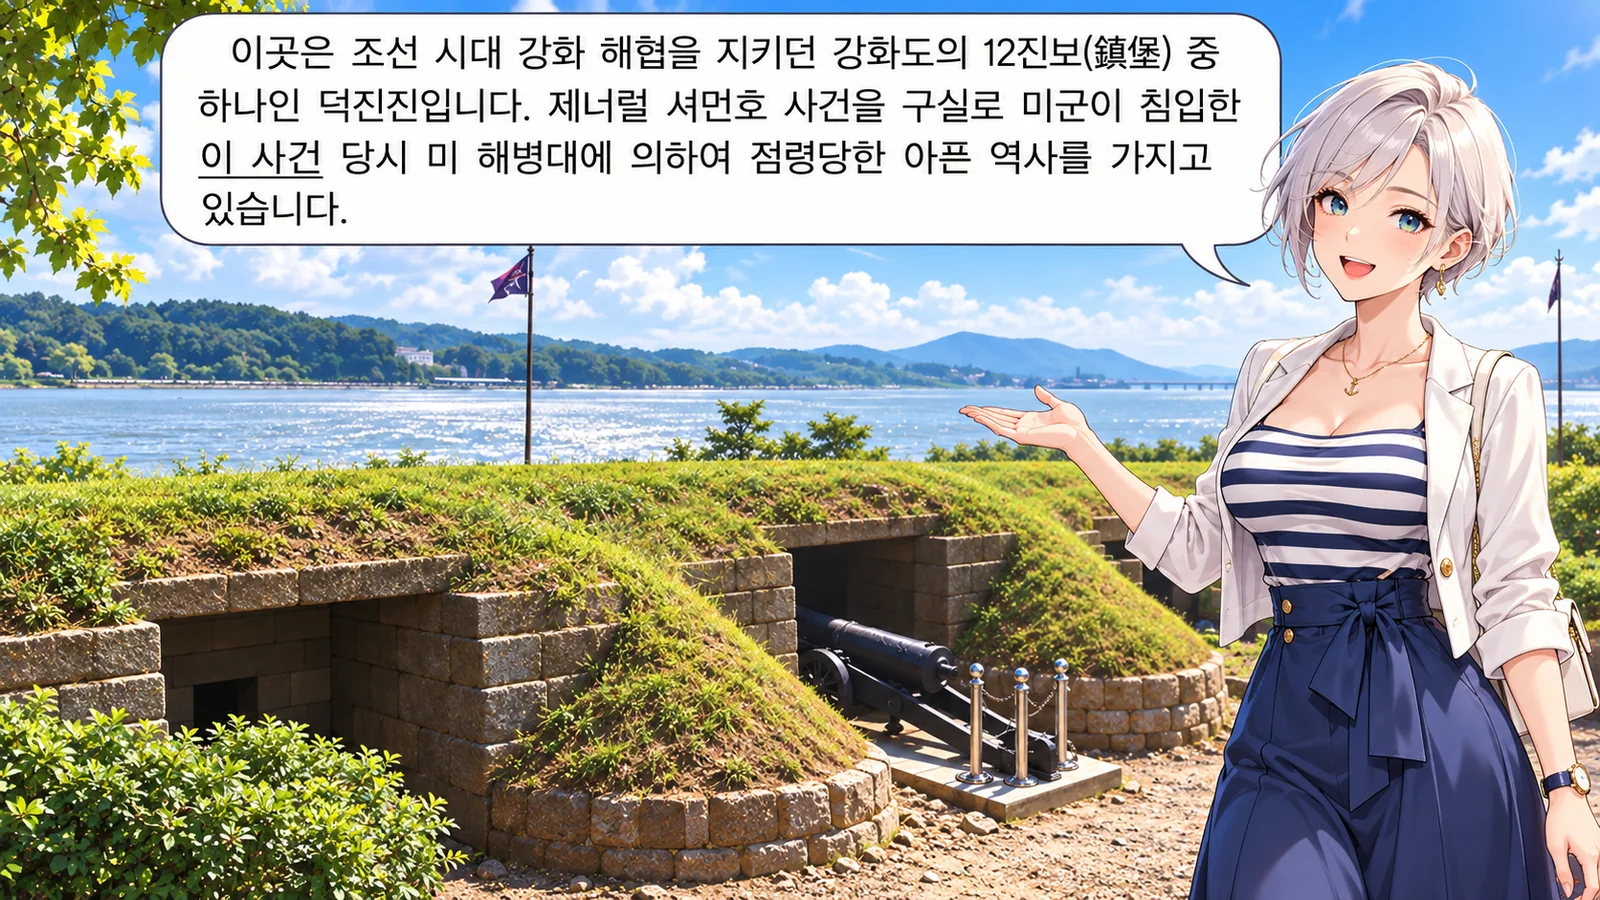 이곳은 조선 시대 강화 해협을 지키던 강화도의 12진보(鎭堡) 중
하나인 덕진진입니다. 제너럴 셔먼호 사건을 구실로 미군이 침입한
이 사건 당시 미 해병대에 의하여 점령당한 아픈 역사를 가지고
있습니다.